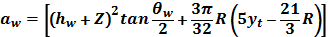 a_w = [(h_w + Z)^2 tan θ_w/2 + 3π/32 R(5y_t − 21/3 R)]